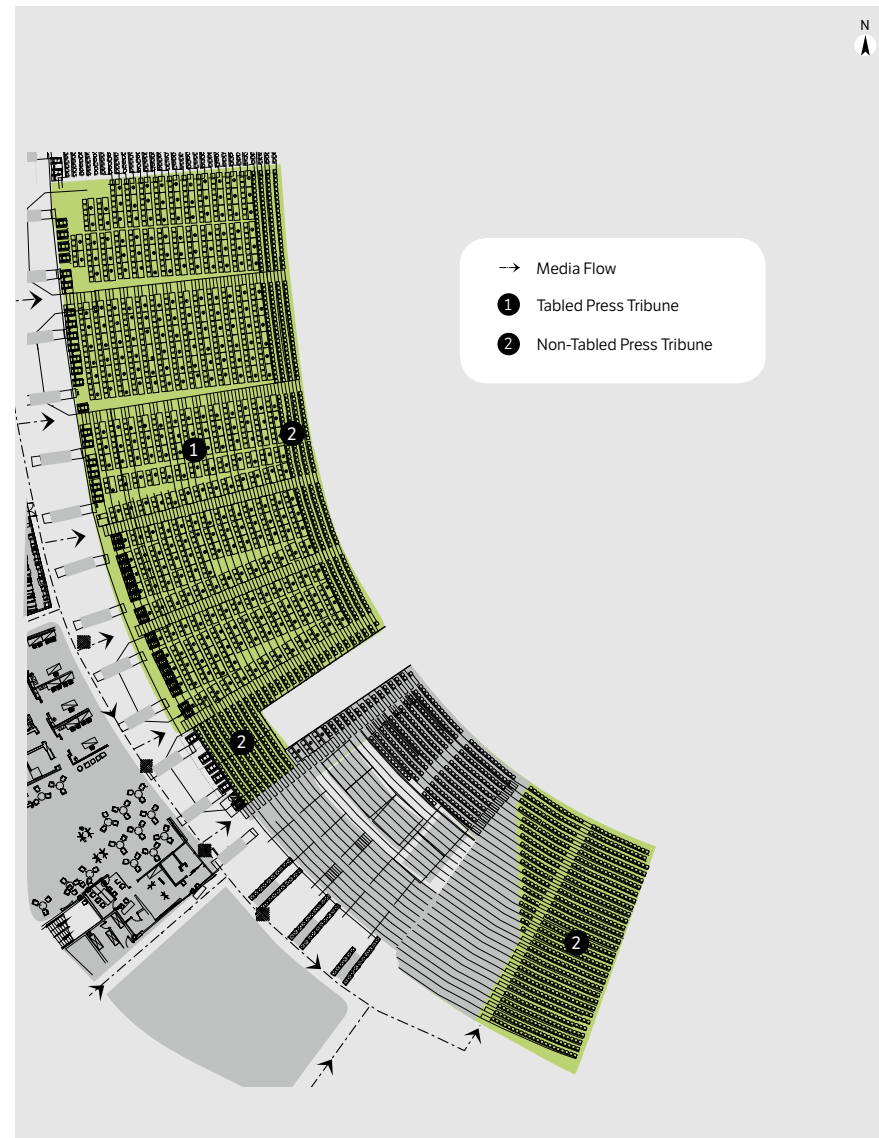 N
Media Flow
1 Tabled Press Tribune
2 Non-Tabled Press Tribune
1
2
2
2